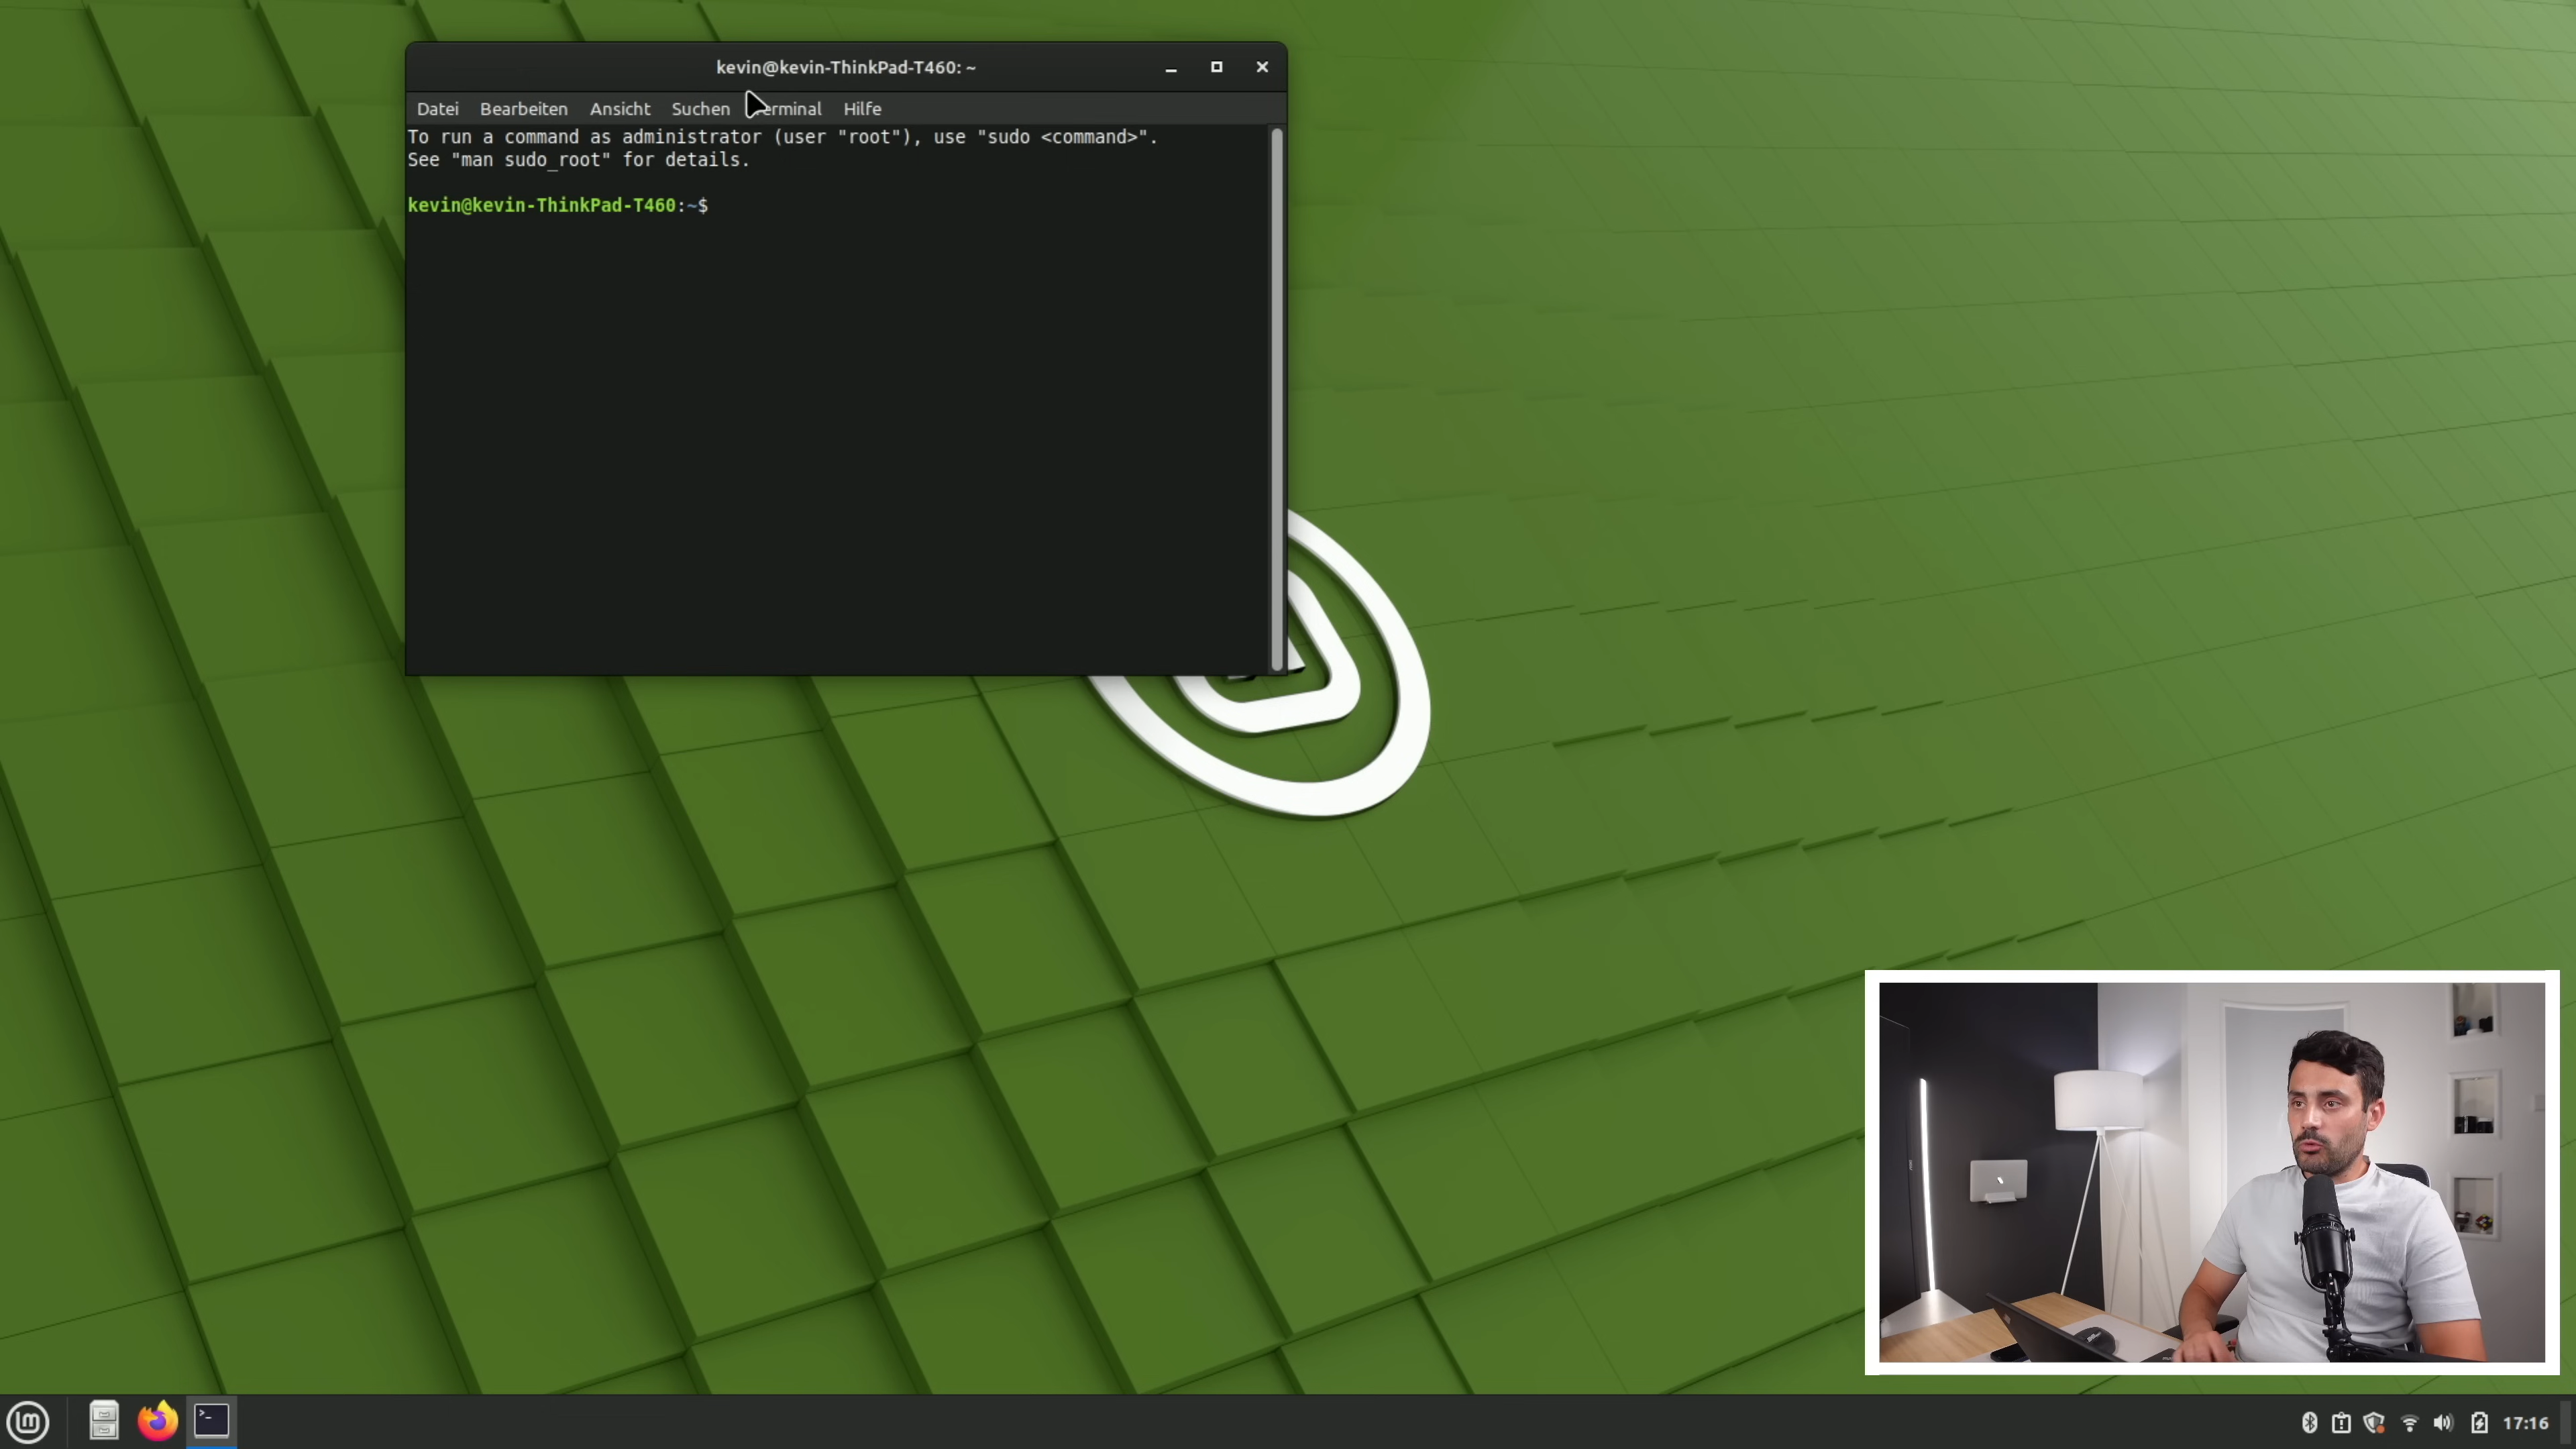 kevin@kevin-ThinkPad-T460: ~
Datei Bearbeiten Ansicht Suchen Terminal Hilfe
To run a command as administrator (user "root"), use "sudo <command>".
See "man sudo_root" for details.
kevin@kevin-ThinkPad-T460:~$
17:16